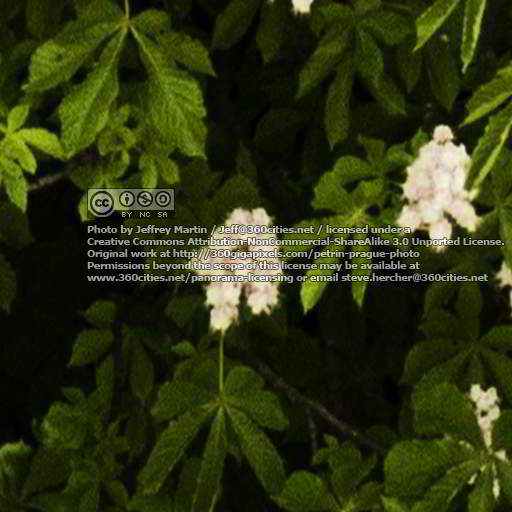 cc
BY NC SA
Photo by Jeffrey Martin / Jeff@360cities.net / licensed under a
Creative Commons Attribution-NonCommercial-ShareAlike 3.0 Unported License.
Original work at http://360gigapixels.com/petrin-prague-photo
Permissions beyond the scope of this license may be available at
www.360cities.net/panorama-licensing or email steve.hercher@360cities.net